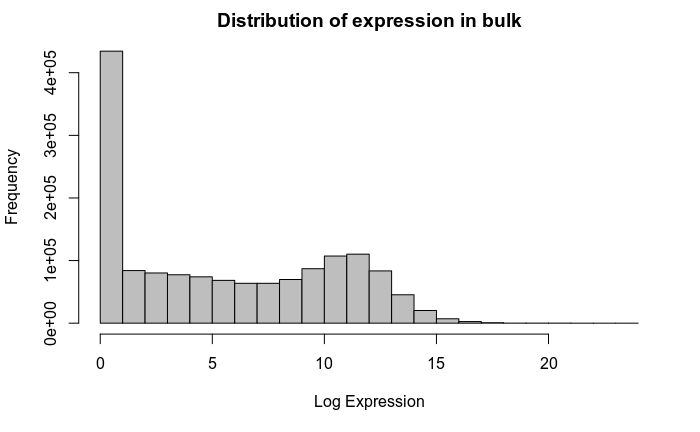 Distribution of expression in bulk
Frequency
4e+05
3e+05
2e+05
1e+05
0e+00
0 5 10 15 20
Log Expression